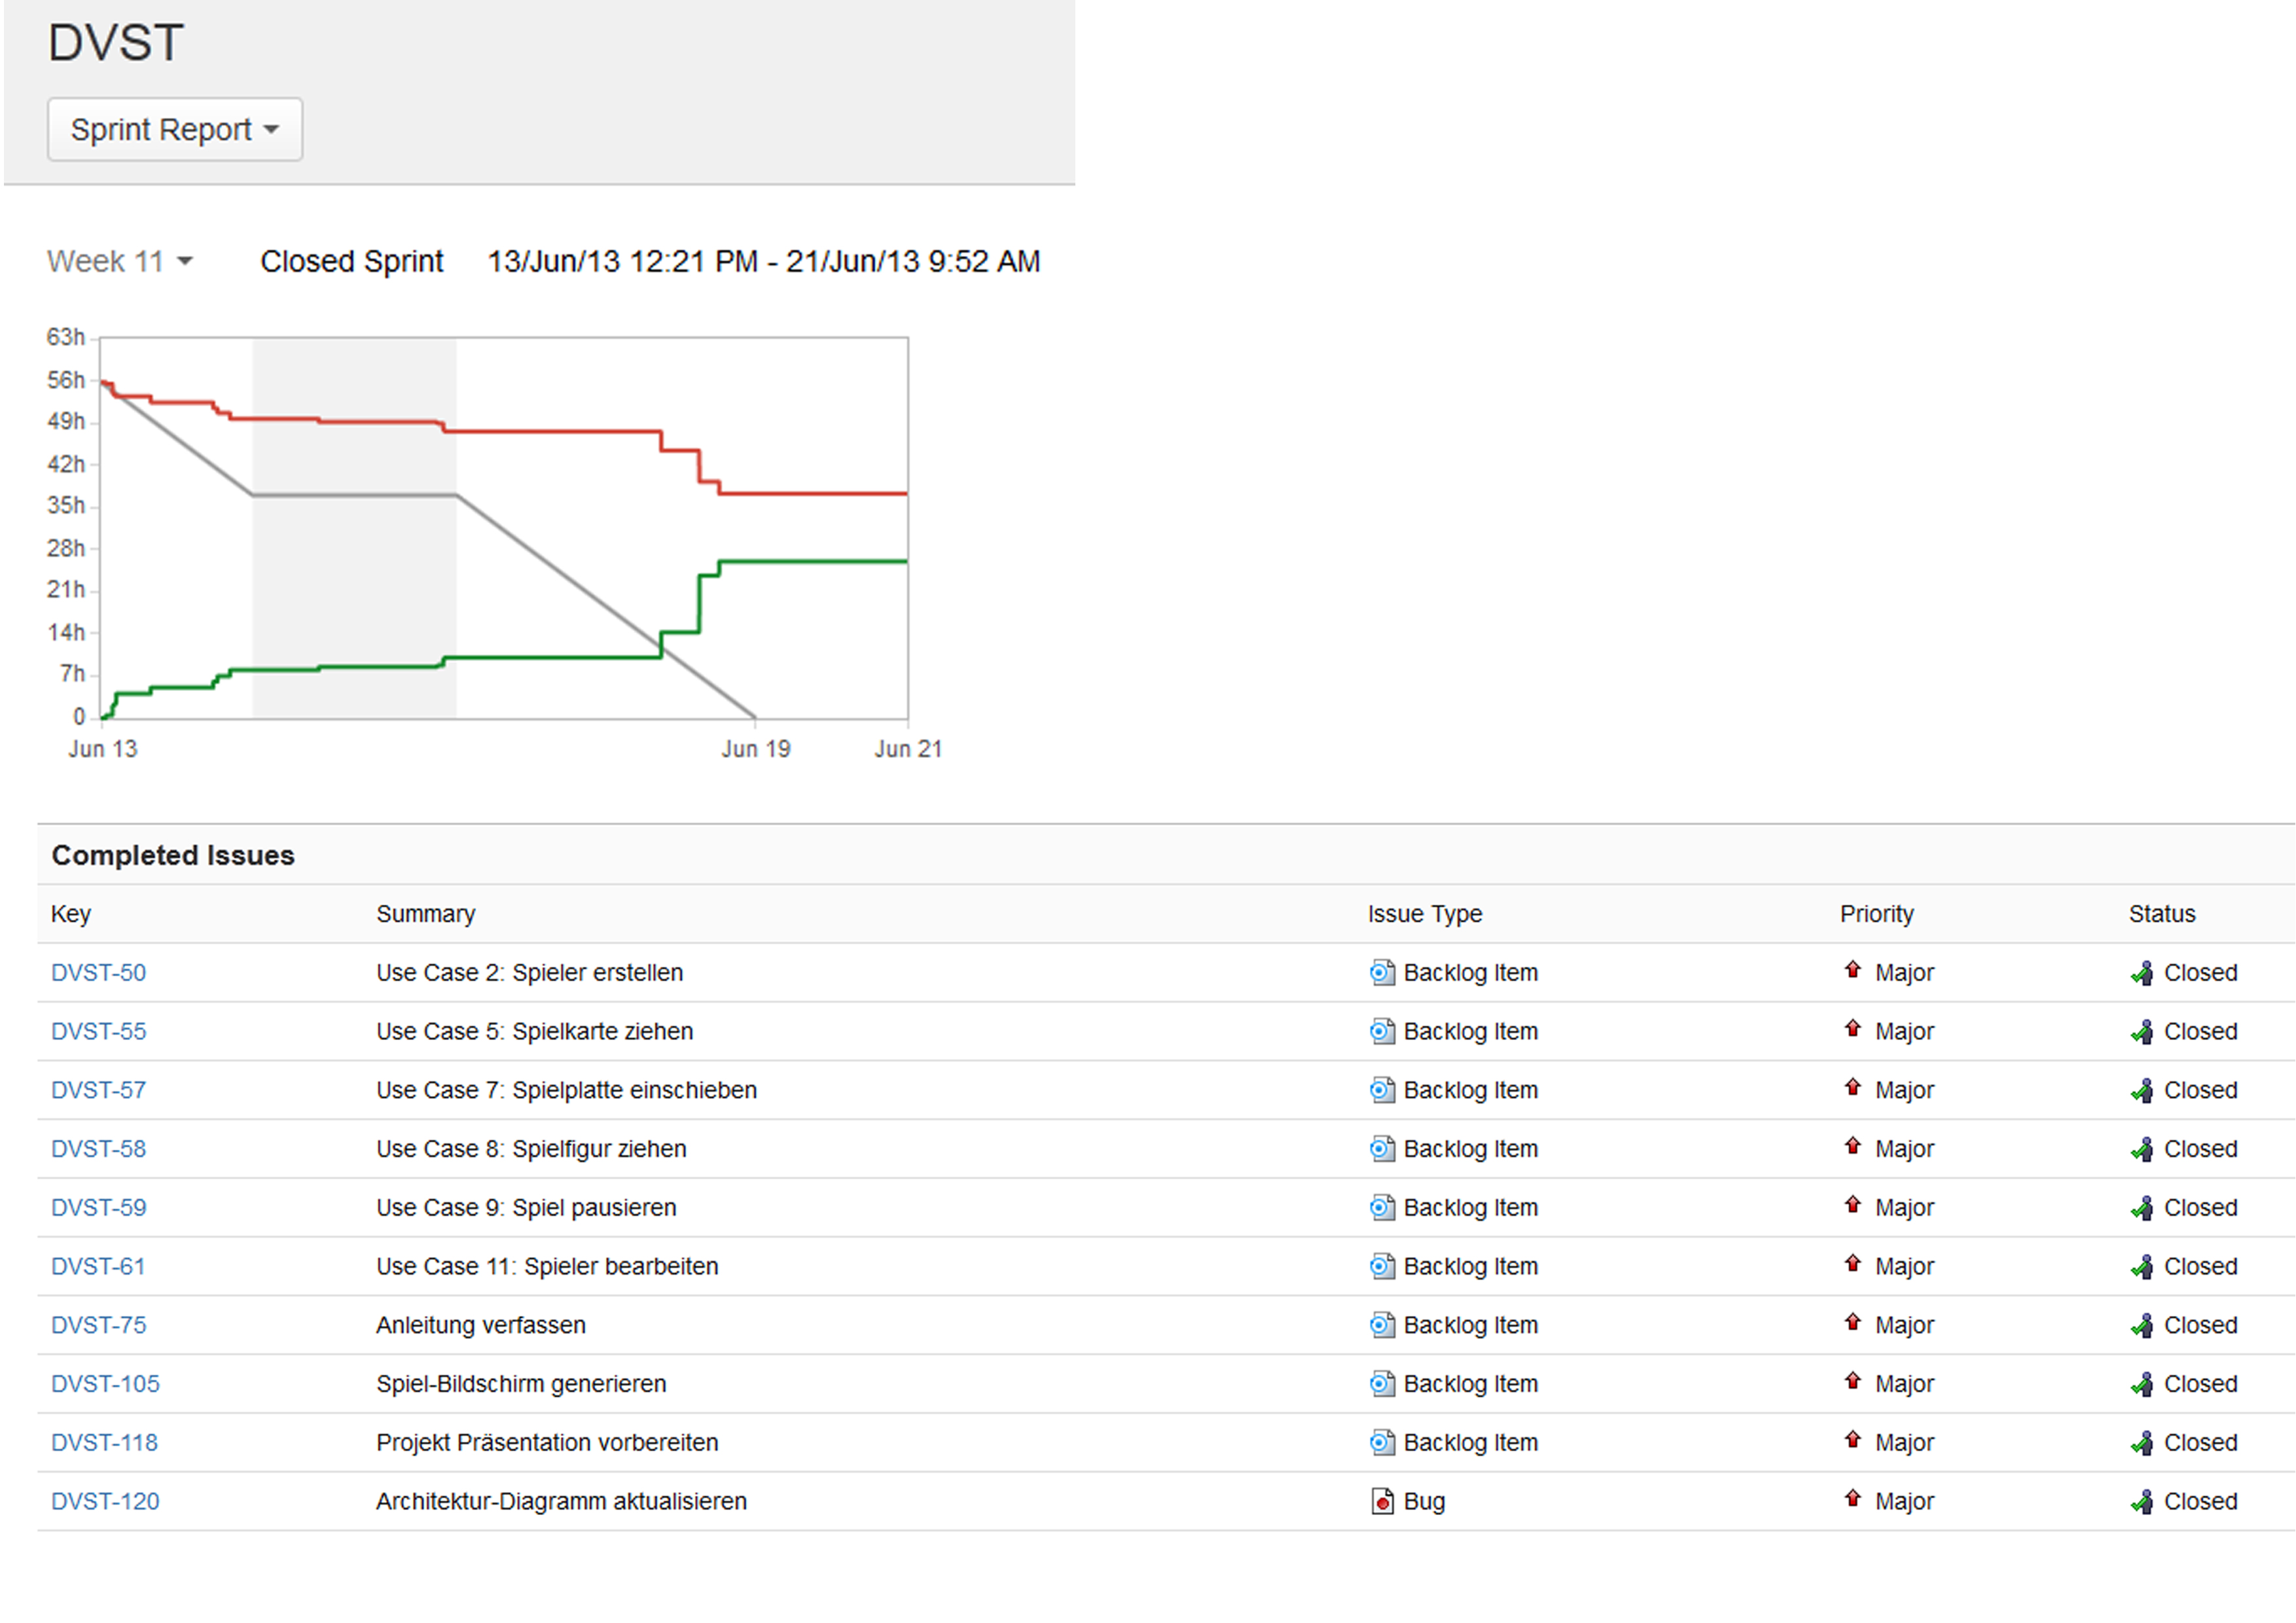 DVST
Sprint Report
Week 11 Closed Sprint 13/Jun/13 12:21 PM - 21/Jun/13 9:52 AM
63h
56h
49h
42h
35h
28h
21h
14h
7h
0
Jun 13 Jun 19 Jun 21
Completed Issues
Key Summary Issue Type Priority Status
DVST-50 Use Case 2: Spieler erstellen Backlog Item Major Closed
DVST-55 Use Case 5: Spielkarte ziehen Backlog Item Major Closed
DVST-57 Use Case 7: Spielplatte einschieben Backlog Item Major Closed
DVST-58 Use Case 8: Spielfigur ziehen Backlog Item Major Closed
DVST-59 Use Case 9: Spiel pausieren Backlog Item Major Closed
DVST-61 Use Case 11: Spieler bearbeiten Backlog Item Major Closed
DVST-75 Anleitung verfassen Backlog Item Major Closed
DVST-105 Spiel-Bildschirm generieren Backlog Item Major Closed
DVST-118 Projekt Präsentation vorbereiten Backlog Item Major Closed
DVST-120 Architektur-Diagramm aktualisieren Bug Major Closed